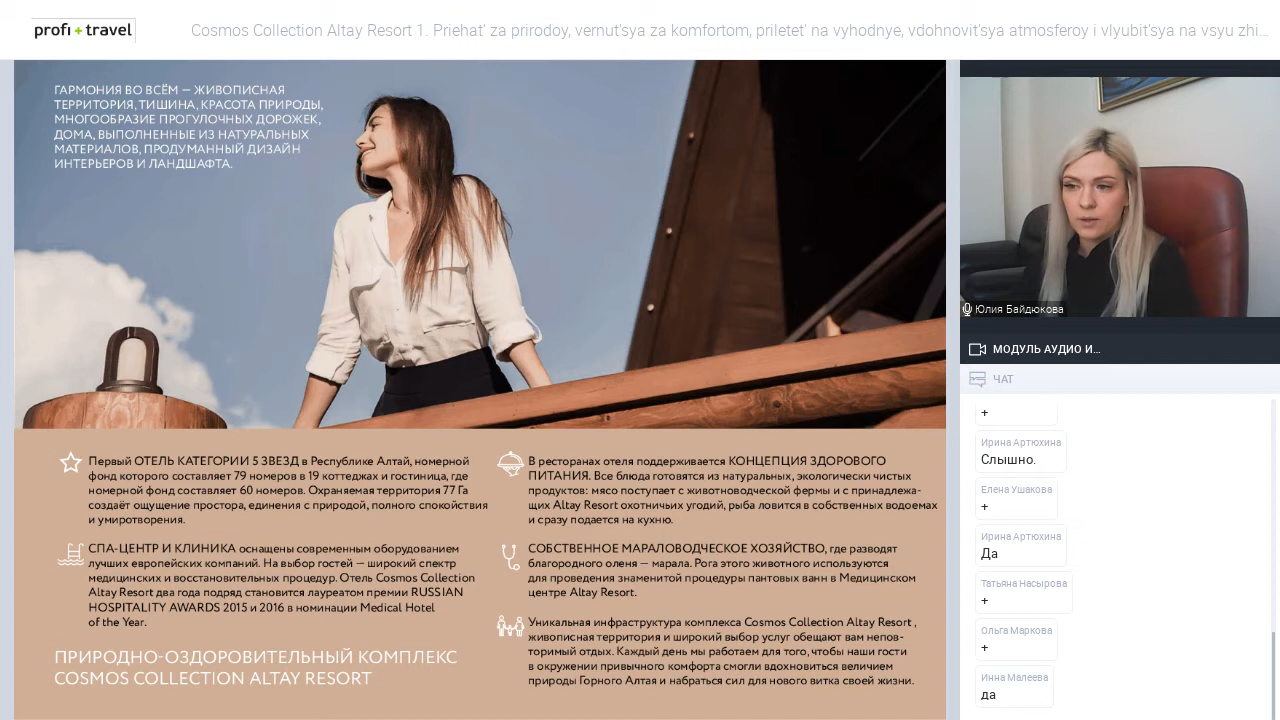 profi + travel
Cosmos Collection Altay Resort 1. Priehat' za prirodoy, vernut'sya za komfortom, priletet' na vyhodnye, vdohnovit'sya atmosferoy i vlyubit'sya na vsyu zhi...
ГАРМОНИЯ ВО ВСЁМ — ЖИВОПИСНАЯ
ТЕРРИТОРИЯ, ТИШИНА, КРАСОТА ПРИРОДЫ,
МНОГООБРАЗИЕ ПРОГУЛОЧНЫХ ДОРОЖЕК,
ДОМА, ВЫПОЛНЕННЫЕ ИЗ НАТУРАЛЬНЫХ
МАТЕРИАЛОВ, ПРОДУМАННЫЙ ДИЗАЙН
ИНТЕРЬЕРОВ И ЛАНДШАФТА.
Первый ОТЕЛЬ КАТЕГОРИИ 5 ЗВЕЗД в Республике Алтай, номерной
фонд которого составляет 79 номеров в 19 коттеджах и гостиница, где
номерной фонд составляет 60 номеров. Охраняемая территория 77 Га
создаёт ощущение простора, единения с природой, полного спокойствия
и умиротворения.
СПА-ЦЕНТР И КЛИНИКА оснащены современным оборудованием
лучших европейских компаний. На выбор гостей — широкий спектр
медицинских и восстановительных процедур. Отель Cosmos Collection
Altay Resort два года подряд становится лауреатом премии RUSSIAN
HOSPITALITY AWARDS 2015 и 2016 в номинации Medical Hotel
of the Year.
ПРИРОДНО-ОЗДОРОВИТЕЛЬНЫЙ КОМПЛЕКС
COSMOS COLLECTION ALTAY RESORT
В ресторанах отеля поддерживается КОНЦЕПЦИЯ ЗДОРОВОГО
ПИТАНИЯ. Все блюда готовятся из натуральных, экологически чистых
продуктов: мясо поступает с животноводческой фермы и с принадлежа-
щих Altay Resort охотничьих угодий, рыба ловится в собственных водоемах
и сразу подается на кухню.
СОБСТВЕННОЕ МАРАЛОВОДЧЕСКОЕ ХОЗЯЙСТВО, где разводят
благородного оленя — марала. Рога этого животного используются
для проведения знаменитой процедуры пантовых ванн в Медицинском
центре Altay Resort.
Уникальная инфраструктура комплекса Cosmos Collection Altay Resort ,
живописная территория и широкий выбор услуг обещают вам непов-
торимый отдых. Каждый день мы работаем для того, чтобы наши гости
в окружении привычного комфорта смогли вдохновиться величием
природы Горного Алтая и набраться сил для нового витка своей жизни.
Юлия Байдюкова
МОДУЛЬ АУДИО И...
ЧАТ
+
Ирина Артюхина
Слышно.
Елена Ушакова
+
Ирина Артюхина
Да
Татьяна Насырова
+
Ольга Маркова
+
Инна Малеева
да